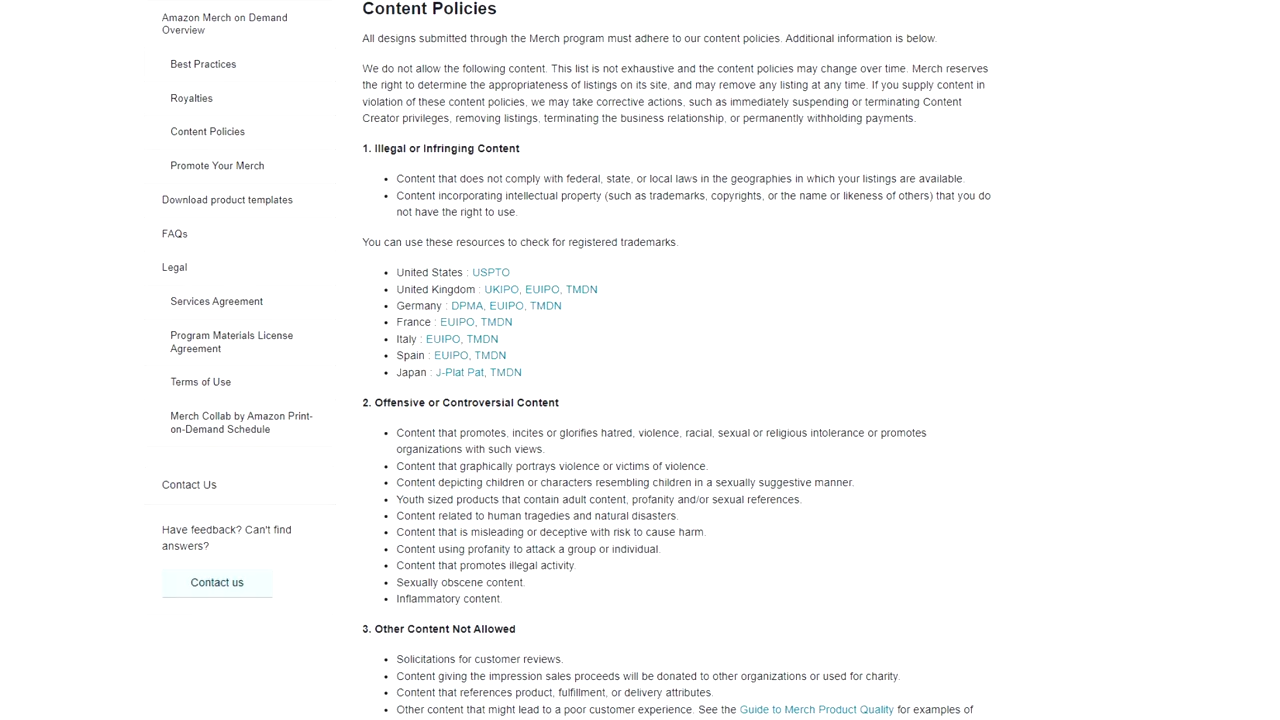 Amazon Merch on Demand
Overview
Best Practices
Royalties
Content Policies
Promote Your Merch
Download product templates
FAQs
Legal
Services Agreement
Program Materials License
Agreement
Terms of Use
Merch Collab by Amazon Print-
on-Demand Schedule
Contact Us
Have feedback? Can't find
answers?
Contact us
Content Policies
All designs submitted through the Merch program must adhere to our content policies. Additional information is below.
We do not allow the following content. This list is not exhaustive and the content policies may change over time. Merch reserves
the right to determine the appropriateness of listings on its site, and may remove any listing at any time. If you supply content in
violation of these content policies, we may take corrective actions, such as immediately suspending or terminating Content
Creator privileges, removing listings, terminating the business relationship, or permanently withholding payments.
1. Illegal or Infringing Content
• Content that does not comply with federal, state, or local laws in the geographies in which your listings are available.
• Content incorporating intellectual property (such as trademarks, copyrights, or the name or likeness of others) that you do
not have the right to use.
You can use these resources to check for registered trademarks.
• United States : USPTO
• United Kingdom : UKIPO, EUIPO, TMDN
• Germany : DPMA, EUIPO, TMDN
• France : EUIPO, TMDN
• Italy : EUIPO, TMDN
• Spain : EUIPO, TMDN
• Japan : J-Plat Pat, TMDN
2. Offensive or Controversial Content
• Content that promotes, incites or glorifies hatred, violence, racial, sexual or religious intolerance or promotes
organizations with such views.
• Content that graphically portrays violence or victims of violence.
• Content depicting children or characters resembling children in a sexually suggestive manner.
• Youth sized products that contain adult content, profanity and/or sexual references.
• Content related to human tragedies and natural disasters.
• Content that is misleading or deceptive with risk to cause harm.
• Content using profanity to attack a group or individual.
• Content that promotes illegal activity.
• Sexually obscene content.
• Inflammatory content.
3. Other Content Not Allowed
• Solicitations for customer reviews.
• Content giving the impression sales proceeds will be donated to other organizations or used for charity.
• Content that references product, fulfillment, or delivery attributes.
• Other content that might lead to a poor customer experience. See the Guide to Merch Product Quality for examples of